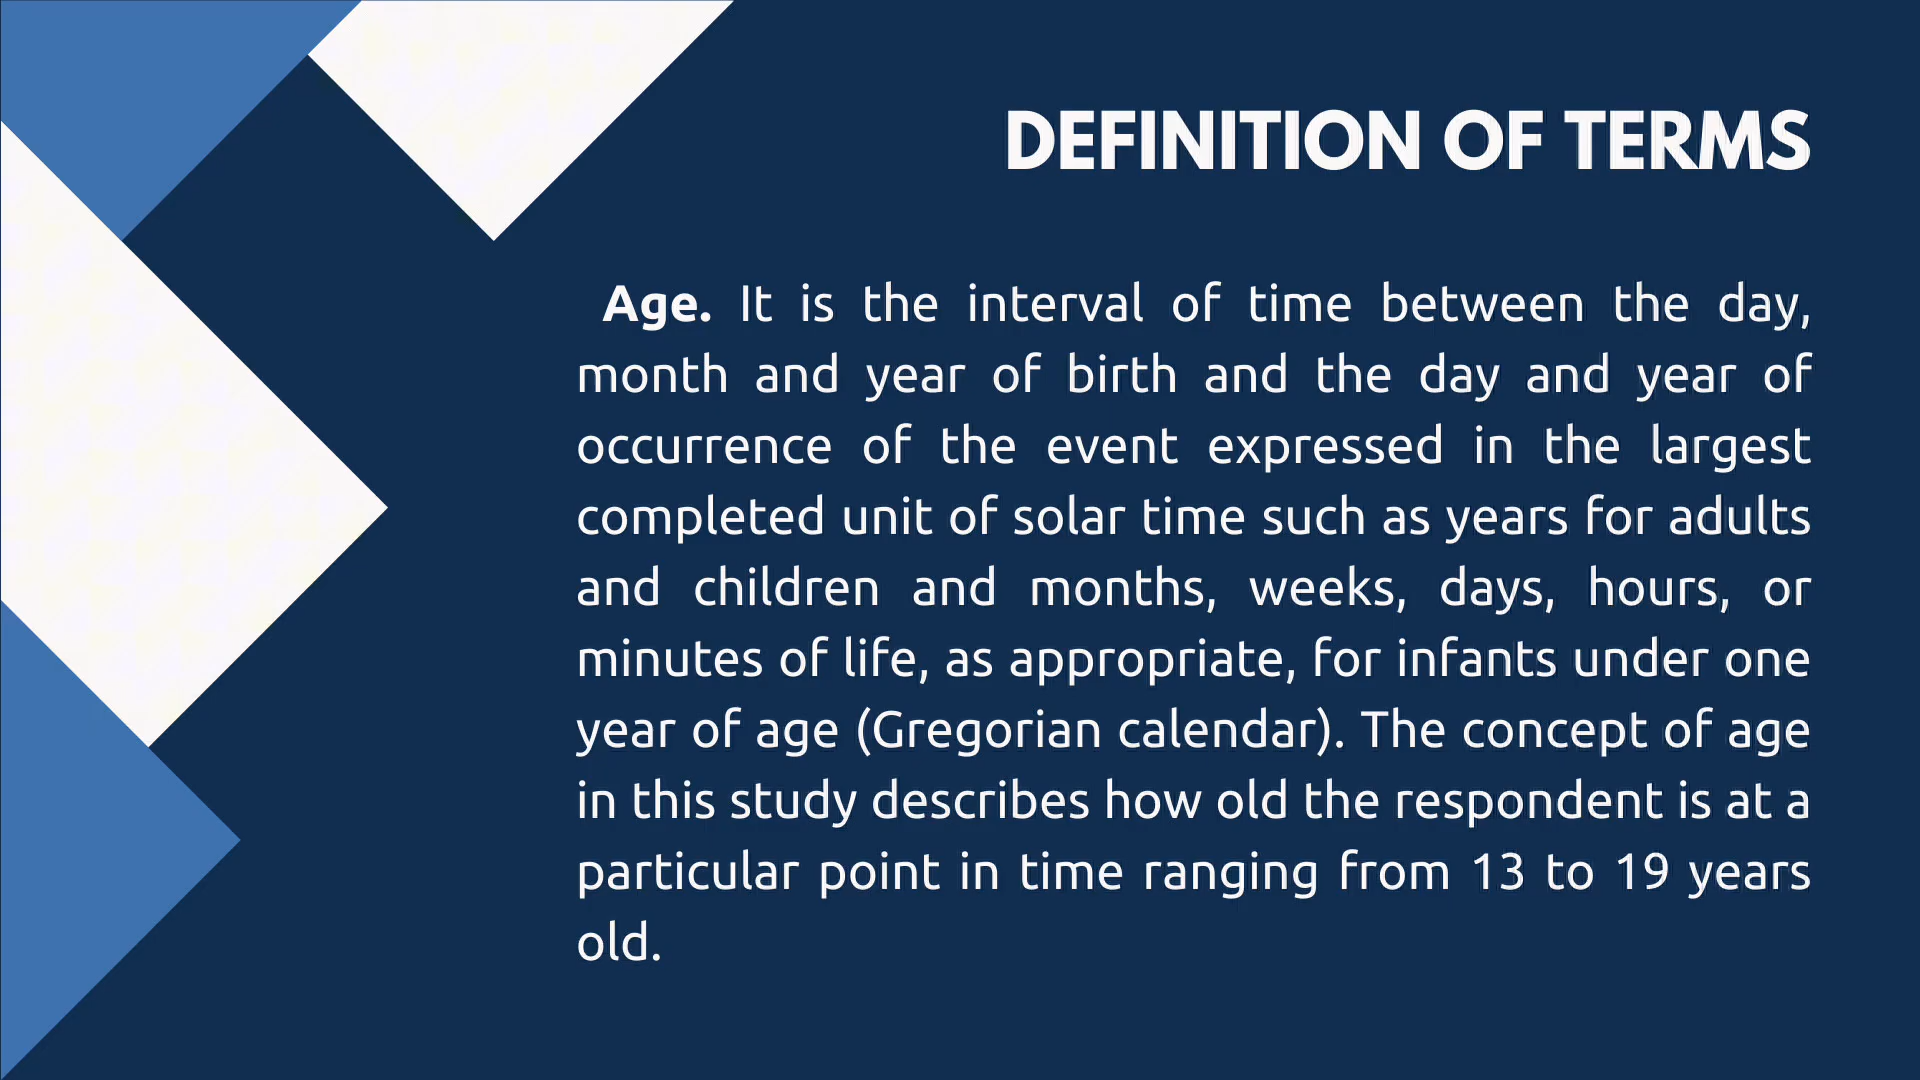 DEFINITION OF TERMS
Age. It is the interval of time between the day,
month and year of birth and the day and year of
occurrence of the event expressed in the largest
completed unit of solar time such as years for adults
and children and months, weeks, days, hours, or
minutes of life, as appropriate, for infants under one
year of age (Gregorian calendar). The concept of age
in this study describes how old the respondent is at a
particular point in time ranging from 13 to 19 years
old.